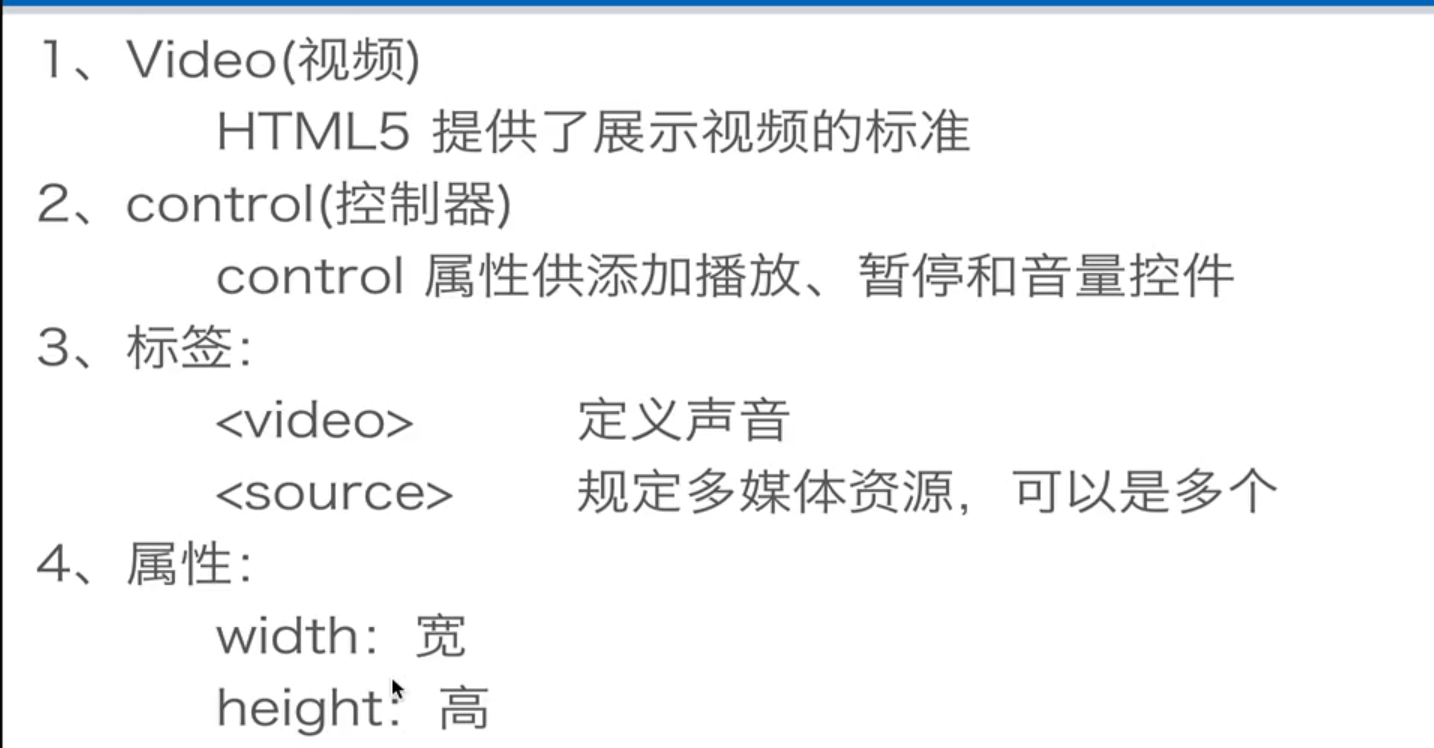 1、Video(视频)
HTML5 提供了展示视频的标准
2、control(控制器)
control 属性供添加播放、暂停和音量控件
3、标签：
<video> 定义声音
<source> 规定多媒体资源，可以是多个
4、属性：
width：宽
height：高